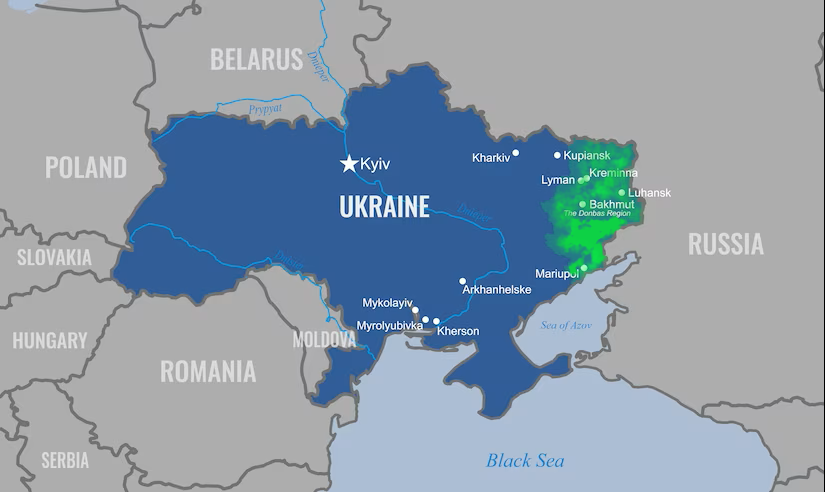 BELARUS
Dnieper
Prypyat
POLAND
Kyiv
Kharkiv
Kupiansk
Kreminna
Lyman
Luhansk
UKRAINE
Bakhmut
The Donbas Region
Dnieper
RUSSIA
SLOVAKIA
Mariupol
Arkhanhelske
Mykolayiv
Myrolyubivka
Kherson
Sea of Azov
HUNGARY
MOLDOVA
ROMANIA
SERBIA
Black Sea